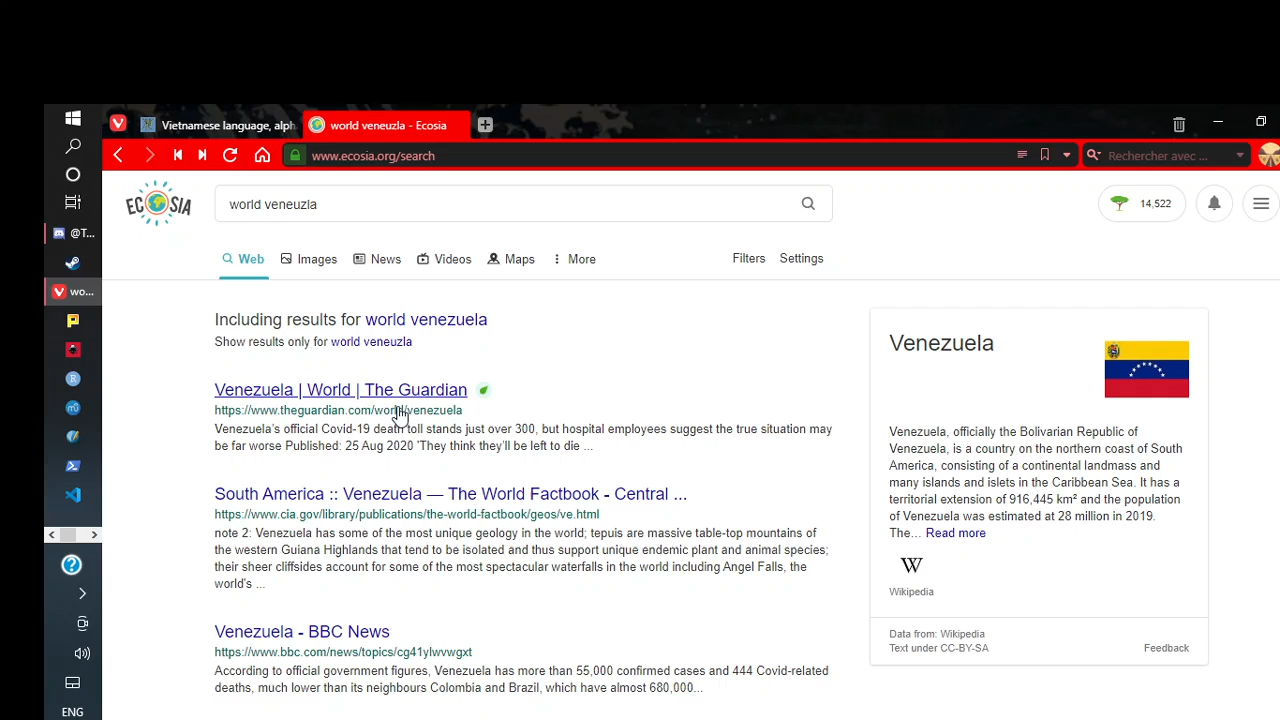 Vietnamese language, alph
world veneuzla - Ecosia
www.ecosia.org/search
Rechercher avec ...
@T...
wo...
ENG
ECOSIA
world veneuzla
14,522
Web
Images
News
Videos
Maps
More
Filters
Settings
Including results for world venezuela
Show results only for world veneuzla
Venezuela | World | The Guardian
https://www.theguardian.com/world/venezuela
Venezuela's official Covid-19 death toll stands just over 300, but hospital employees suggest the true situation may
be far worse Published: 25 Aug 2020 'They think they'll be left to die ...
South America :: Venezuela — The World Factbook - Central ...
https://www.cia.gov/library/publications/the-world-factbook/geos/ve.html
note 2: Venezuela has some of the most unique geology in the world; tepuis are massive table-top mountains of
the western Guiana Highlands that tend to be isolated and thus support unique endemic plant and animal species;
their sheer cliffsides account for some of the most spectacular waterfalls in the world including Angel Falls, the
world's ...
Venezuela - BBC News
https://www.bbc.com/news/topics/cg41ylwvwgxt
According to official government figures, Venezuela has more than 55,000 confirmed cases and 444 Covid-related
deaths, much lower than its neighbours Colombia and Brazil, which have almost 680,000...
Venezuela
Venezuela, officially the Bolivarian Republic of
Venezuela, is a country on the northern coast of South
America, consisting of a continental landmass and
many islands and islets in the Caribbean Sea. It has a
territorial extension of 916,445 km² and the population
of Venezuela was estimated at 28 million in 2019.
The... Read more
W
Wikipedia
Data from: Wikipedia
Text under CC-BY-SA
Feedback